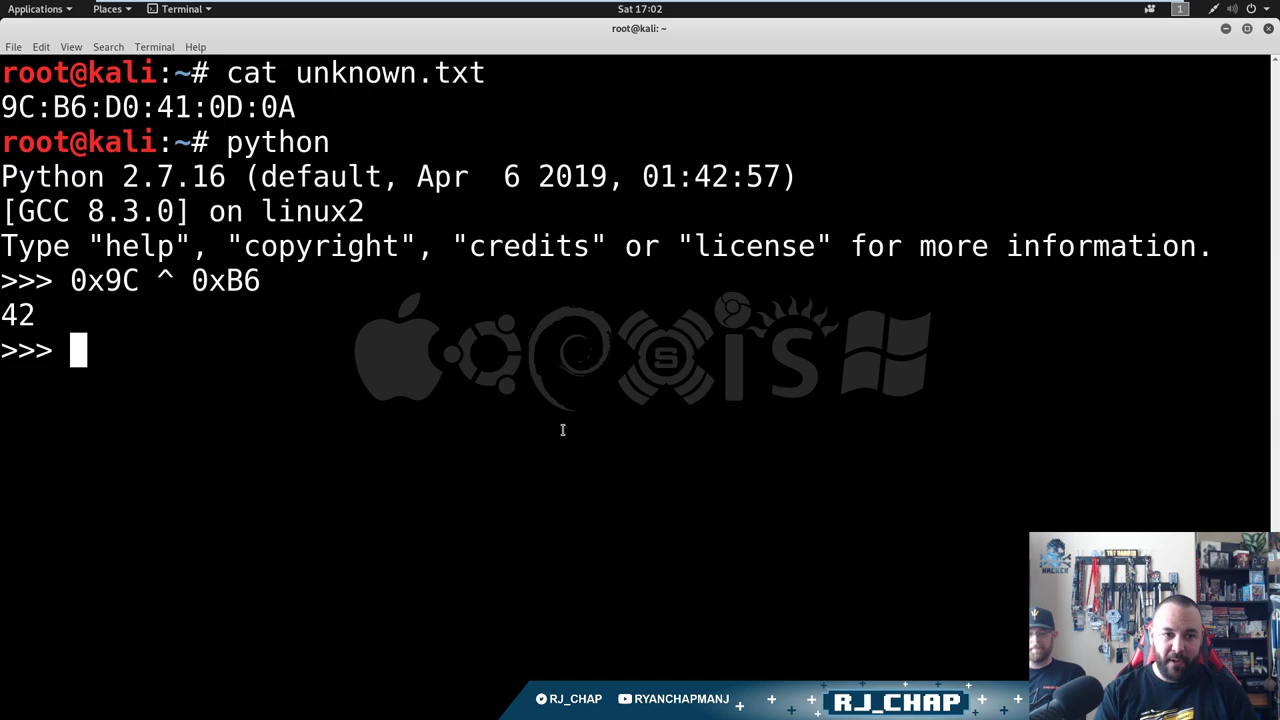 Applications
Places
Terminal
Sat 17:02
1
root@kali: ~
File Edit View Search Terminal Help
root@kali:~# cat unknown.txt
9C:B6:D0:41:0D:0A
root@kali:~# python
Python 2.7.16 (default, Apr  6 2019, 01:42:57)
[GCC 8.3.0] on linux2
Type "help", "copyright", "credits" or "license" for more information.
>>> 0x9C ^ 0xB6
42
>>>
HACKER
RJ_CHAP
RYANCHAPMANJ
RJ_CHAP